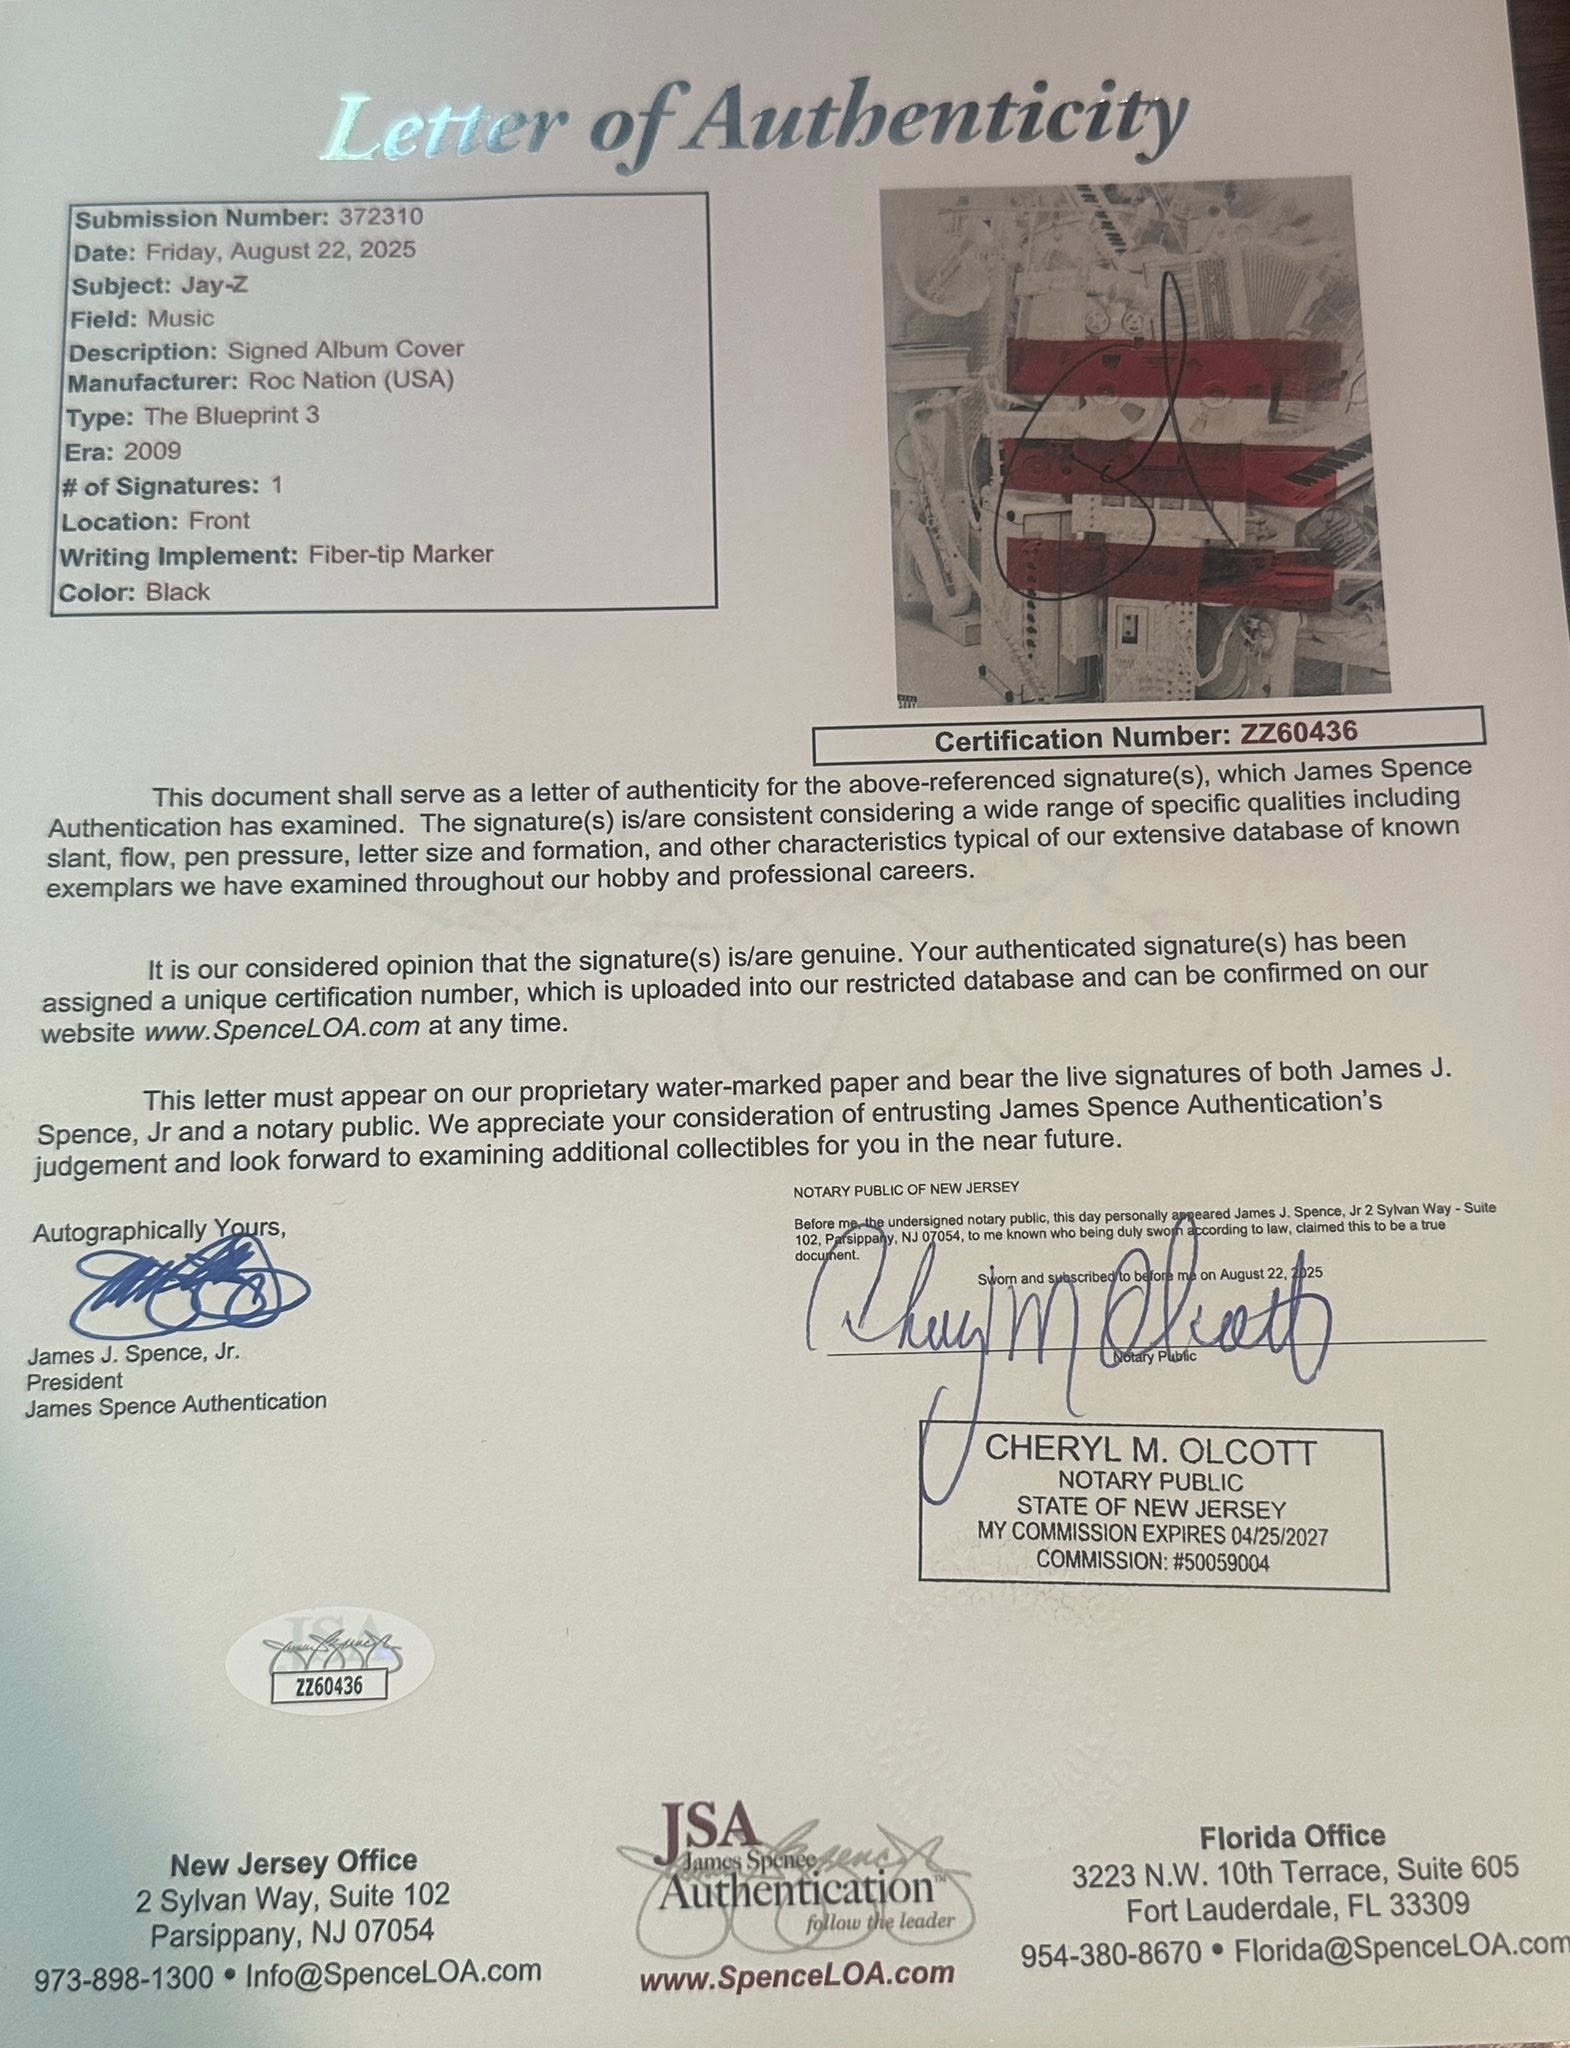 Letter of Authenticity
Submission Number: 372310
Date: Friday, August 22, 2025
Subject: Jay-Z
Field: Music
Description: Signed Album Cover
Manufacturer: Roc Nation (USA)
Type: The Blueprint 3
Era: 2009
# of Signatures: 1
Location: Front
Writing Implement: Fiber-tip Marker
Color: Black
Certification Number: ZZ60436
This document shall serve as a letter of authenticity for the above-referenced signature(s), which James Spence
Authentication has examined. The signature(s) is/are consistent considering a wide range of specific qualities including
slant, flow, pen pressure, letter size and formation, and other characteristics typical of our extensive database of known
exemplars we have examined throughout our hobby and professional careers.
It is our considered opinion that the signature(s) is/are genuine. Your authenticated signature(s) has been
assigned a unique certification number, which is uploaded into our restricted database and can be confirmed on our
website www.SpenceLOA.com at any time.
This letter must appear on our proprietary water-marked paper and bear the live signatures of both James J.
Spence, Jr and a notary public. We appreciate your consideration of entrusting James Spence Authentication's
judgement and look forward to examining additional collectibles for you in the near future.
Autographically Yours,
James J. Spence, Jr.
President
James Spence Authentication
NOTARY PUBLIC OF NEW JERSEY
Before me, the undersigned notary public, this day personally appeared James J. Spence, Jr 2 Sylvan Way - Suite
102, Parsippany, NJ 07054, to me known who being duly sworn according to law, claimed this to be a true
document.
Sworn and subscribed to before me on August 22, 2025
Cheryl M Olcott
Notary Public
CHERYL M. OLCOTT
NOTARY PUBLIC
STATE OF NEW JERSEY
MY COMMISSION EXPIRES 04/25/2027
COMMISSION: #50059004
JSA
ZZ60436
New Jersey Office
2 Sylvan Way, Suite 102
Parsippany, NJ 07054
973-898-1300 • Info@SpenceLOA.com
JSA
James Spence
Authentication™
follow the leader
www.SpenceLOA.com
Florida Office
3223 N.W. 10th Terrace, Suite 605
Fort Lauderdale, FL 33309
954-380-8670 • Florida@SpenceLOA.com